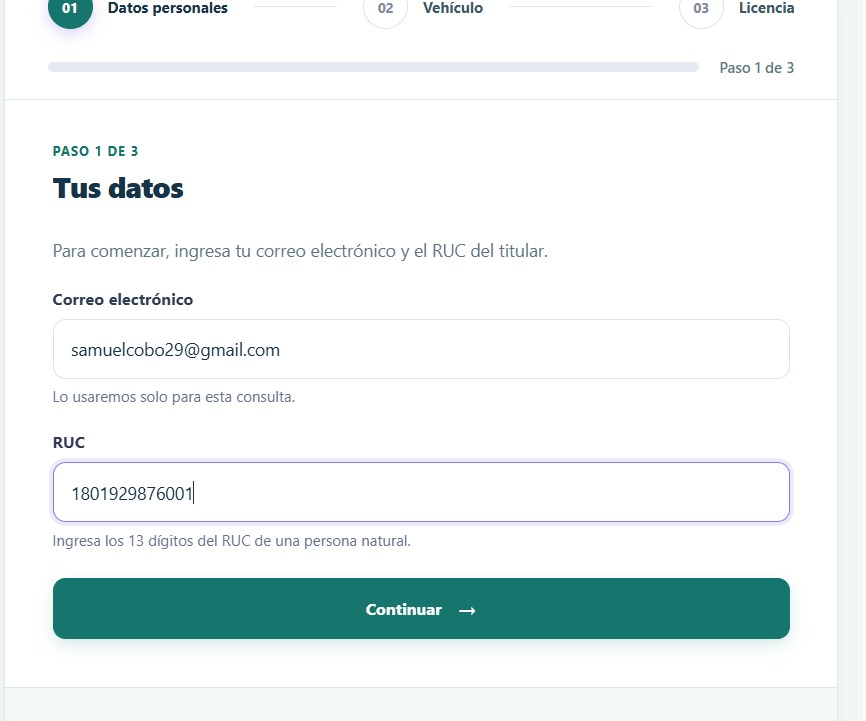 01 Datos personales 02 Vehículo 03 Licencia
Paso 1 de 3
PASO 1 DE 3
Tus datos
Para comenzar, ingresa tu correo electrónico y el RUC del titular.
Correo electrónico
samuelcobo29@gmail.com
Lo usaremos solo para esta consulta.
RUC
1801929876001
Ingresa los 13 dígitos del RUC de una persona natural.
Continuar →